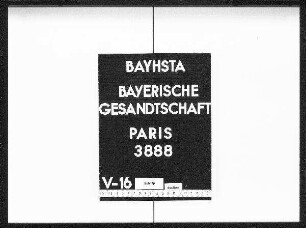 BAYHSTA
BAYERISCHE
GESANDTSCHAFT
PARIS
3888
V-16